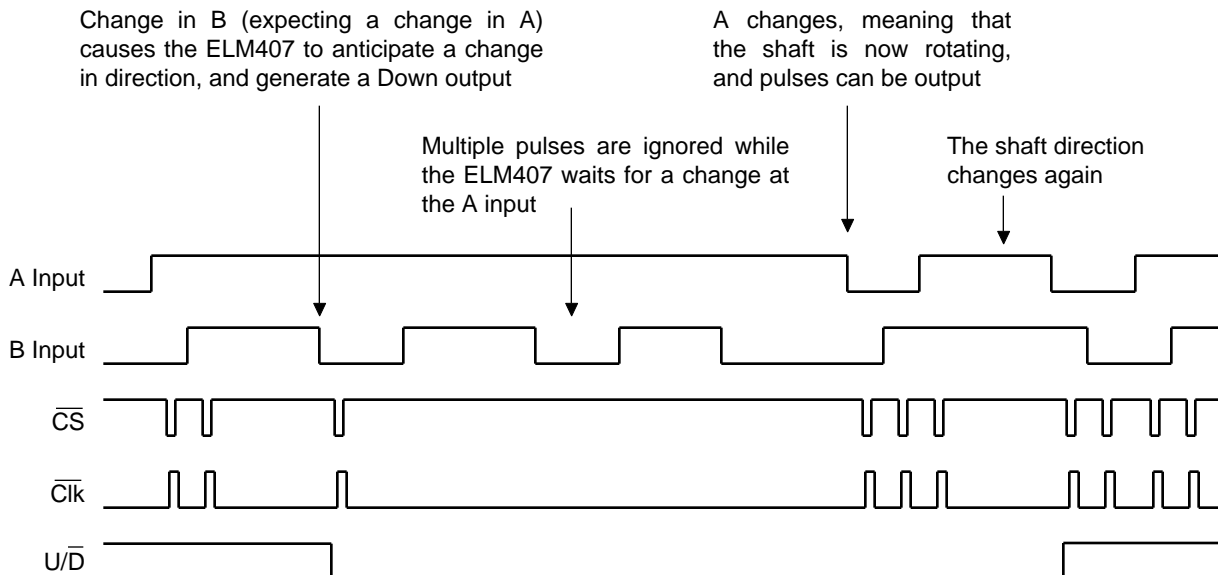 Change in B (expecting a change in A)
causes the ELM407 to anticipate a change
in direction, and generate a Down output
A changes, meaning that
the shaft is now rotating,
and pulses can be output
Multiple pulses are ignored while
the ELM407 waits for a change at
the A input
The shaft direction
changes again
A Input
B Input
C̅S̅
C̅l̅k̅
U/D̅